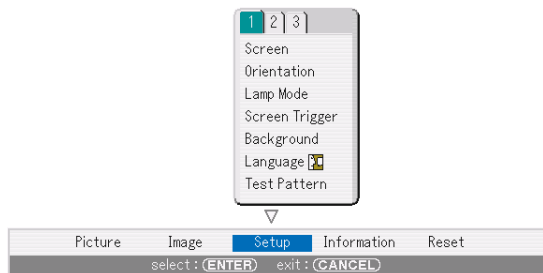 1 2 3
Screen
Orientation
Lamp Mode
Screen Trigger
Background
Language
Test Pattern
Picture Image Setup Information Reset
select : (ENTER) exit : (CANCEL)